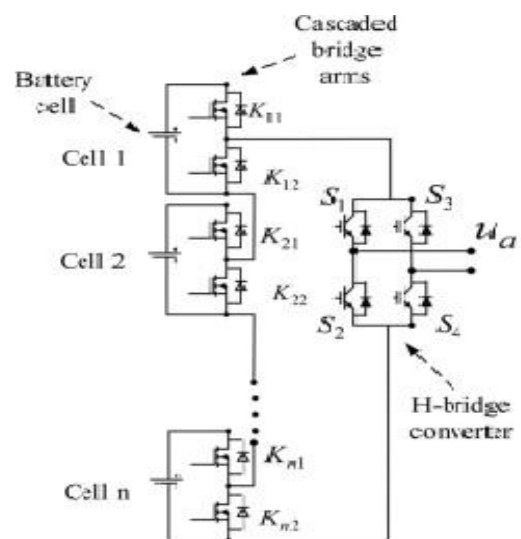 Cascaded
bridge
arms
Battery
cell
K11
Cell 1
K12
S1
S3
K21
ua
Cell 2
K22
S2
S4
H-bridge
converter
Kn1
Cell n
Kn2